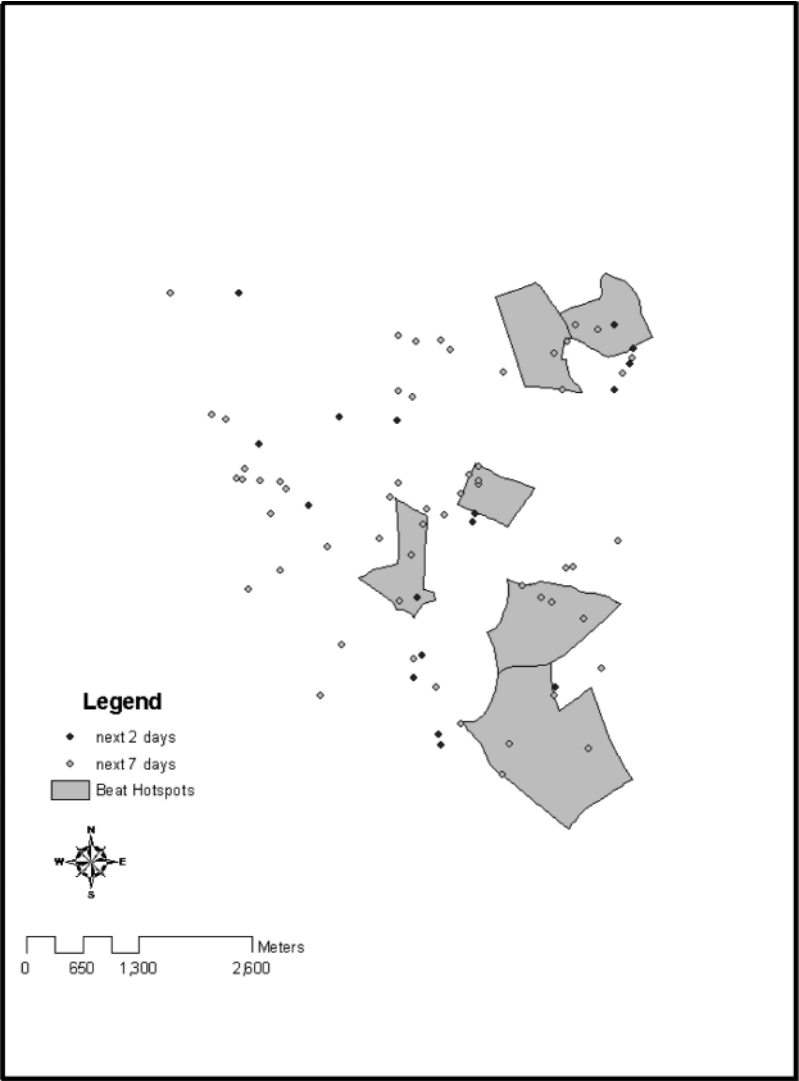 Legend
next 2 days
next 7 days
Beat Hotspots
N
W E
S
Meters
0 650 1,300 2,600